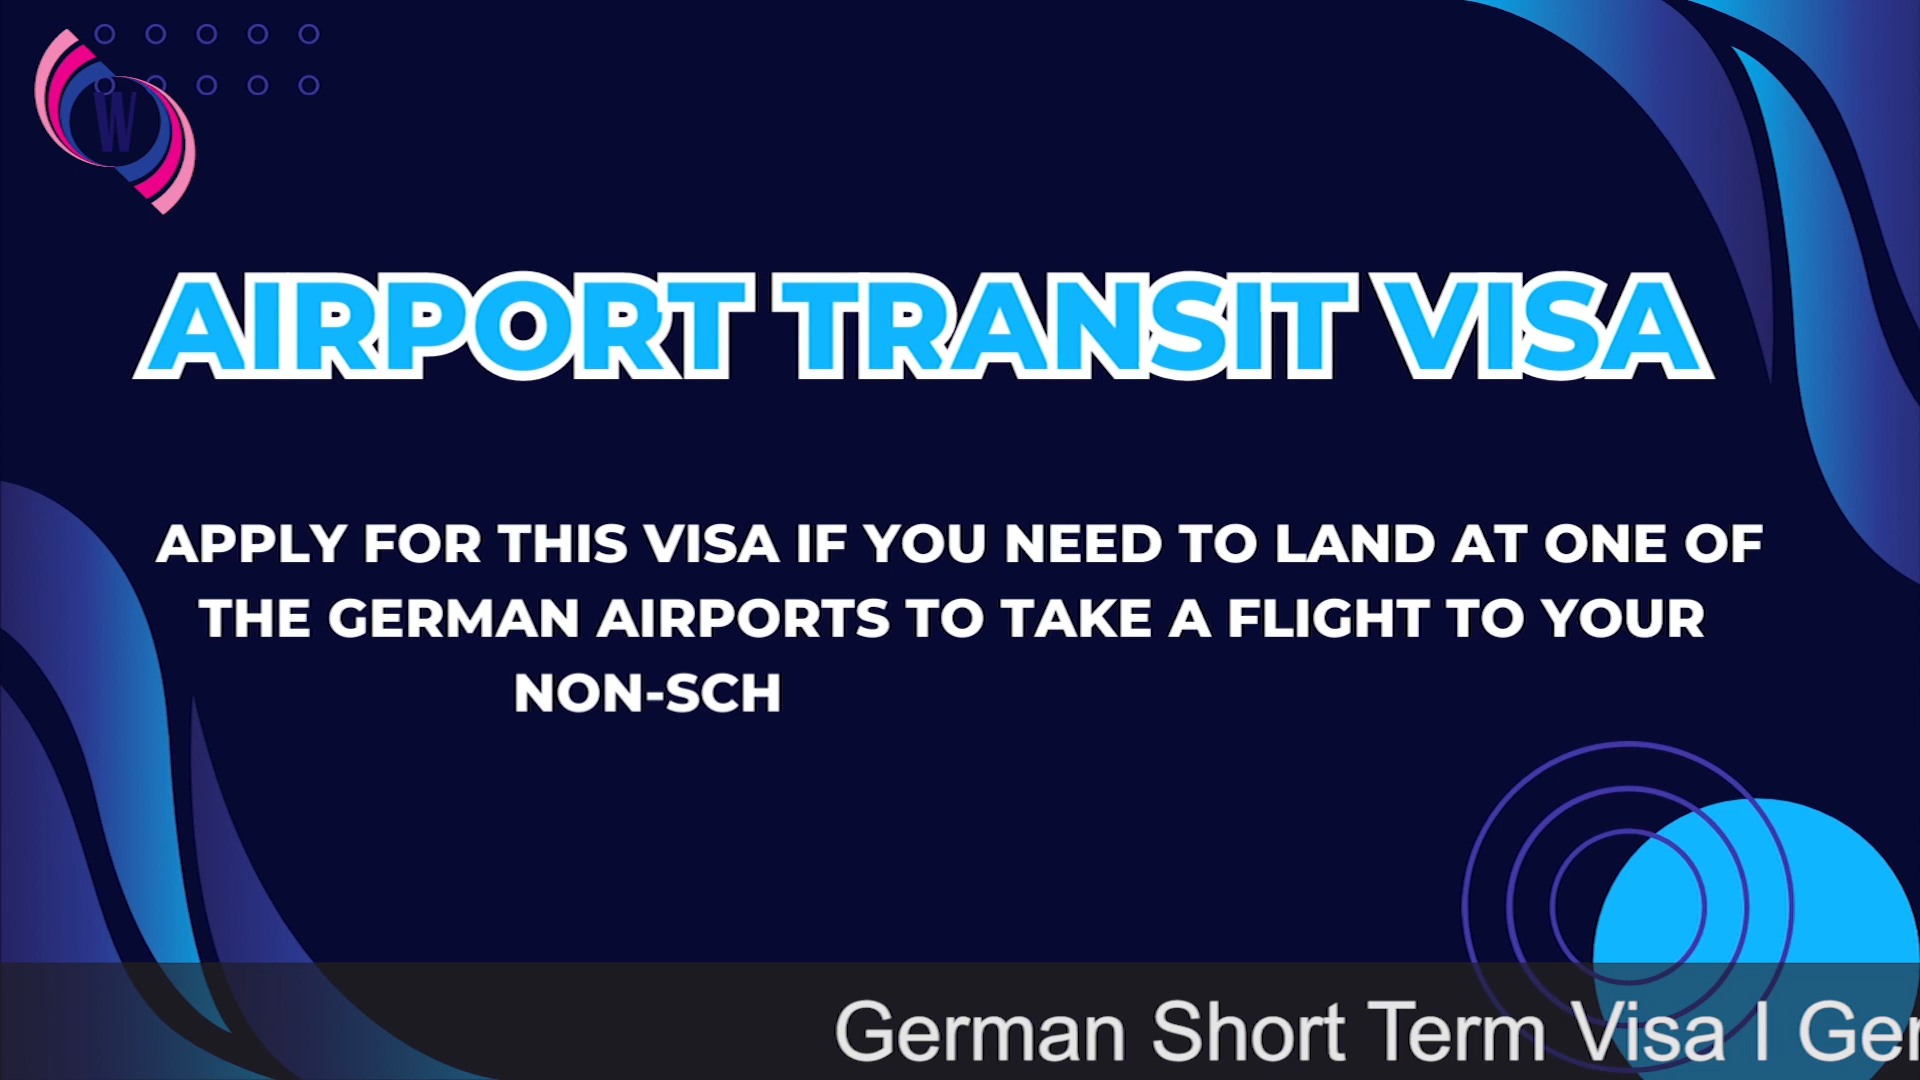 W
AIRPORT TRANSIT VISA
APPLY FOR THIS VISA IF YOU NEED TO LAND AT ONE OF
THE GERMAN AIRPORTS TO TAKE A FLIGHT TO YOUR
NON-SCH
German Short Term Visa I Ger